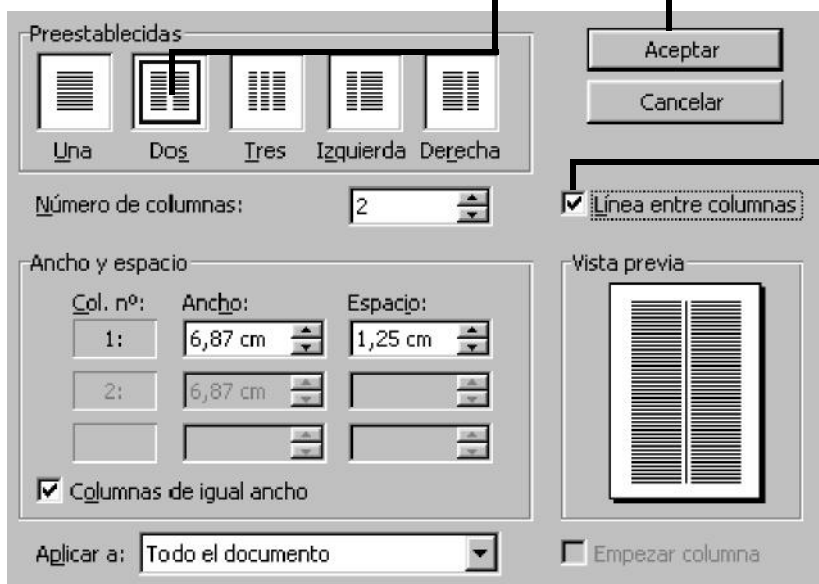 Preestablecidas
Una Dos Tres Izquierda Derecha
Aceptar
Cancelar
Número de columnas: 2
Línea entre columnas
Ancho y espacio
Col. nº: Ancho: Espacio:
1: 6,87 cm 1,25 cm
2: 6,87 cm
Columnas de igual ancho
Vista previa
Aplicar a: Todo el documento
Empezar columna